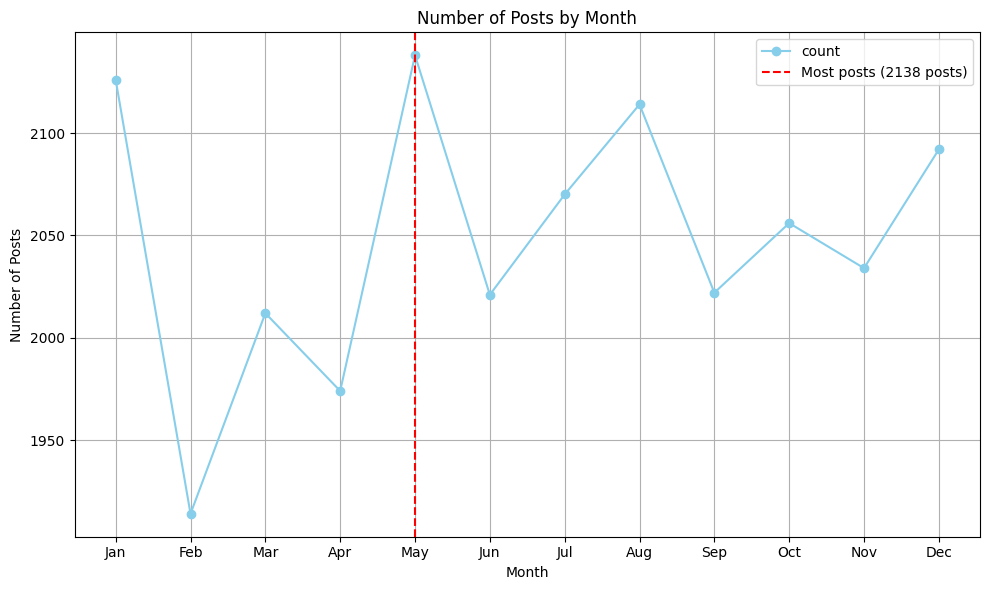 Number of Posts by Month
count
Most posts (2138 posts)
Number of Posts
2100
2050
2000
1950
Jan Feb Mar Apr May Jun Jul Aug Sep Oct Nov Dec
Month